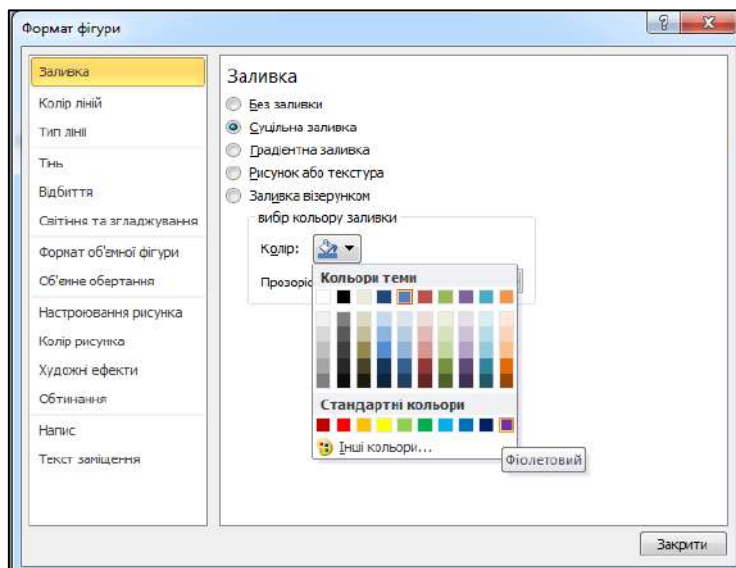 Формат фігури
Заливка
Колір ліній
Тип лінії
Тінь
Відбиття
Світіння та згладжування
Формат об'ємної фігури
Об'ємне обертання
Настроювання рисунка
Колір рисунка
Художні ефекти
Обтинання
Напис
Текст заміщення
Заливка
Без заливки
Суцільна заливка
Градієнтна заливка
Рисунок або текстура
Заливка візерунком
вибір кольору заливки
Колір:
Прозоріс
Кольори теми
Стандартні кольори
Інші кольори...
Фіолетовий
Закрити